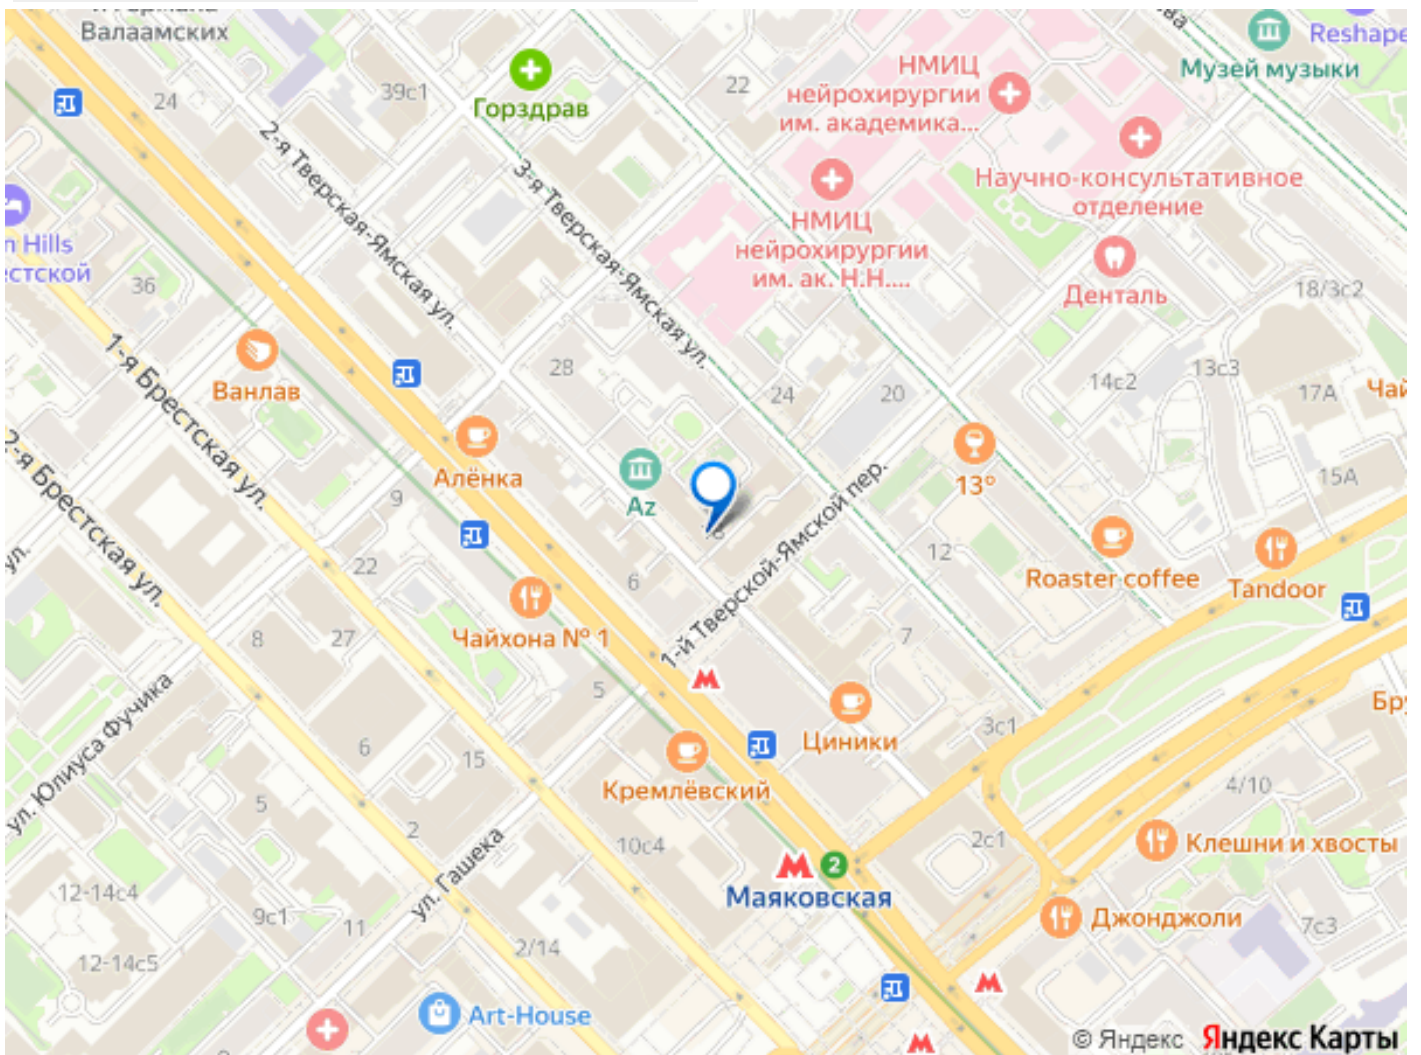 Валаамских
Reshape
Музей музыки
НМИЦ
нейрохирургии
им. академика...
Горздрав
39с1
22
24
Научно-консультативное
отделение
НМИЦ
нейрохирургии
им. ак. Н.Н....
2-я Тверская-Ямская ул.
3-я Тверская-Ямская ул.
n Hills
естской
36
Денталь
18/3с2
1-я Брестская ул.
Ванлав
28
24
20
14с2
13с3
17А
Чай
2-я Брестская ул.
Алёнка
9
Az
13°
15А
1-й Тверской-Ямской пер.
ул.
22
6
12
Roaster coffee
Tandoor
Чайхона № 1
8
27
7
5
ул. Юлиуса Фучика
3с1
Бру
Циники
6
15
Кремлёвский
4/10
5
2
10с4
2с1
Клешни и хвосты
ул. Гашека
2
Маяковская
12-14с4
9с1
11
Джонджоли
7с3
2/14
12-14с5
Art-House
© Яндекс Яндекс Карты